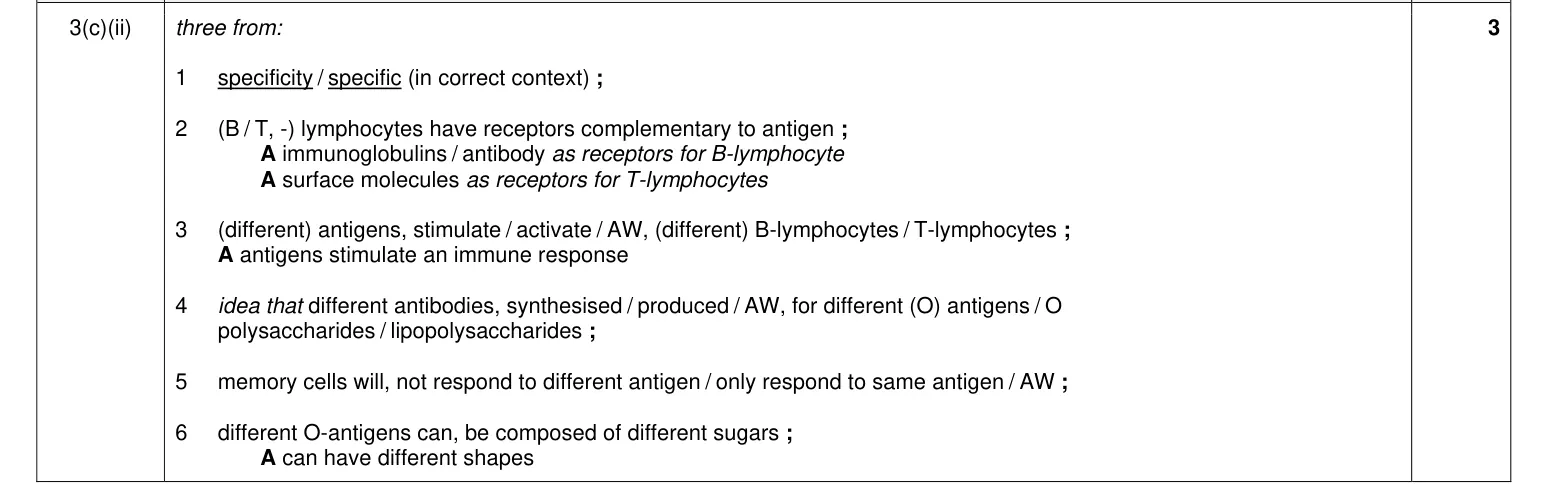 3(c)(ii) three from: 3
1 specificity / specific (in correct context) ;
2 (B / T, -) lymphocytes have receptors complementary to antigen ;
A immunoglobulins / antibody as receptors for B-lymphocyte
A surface molecules as receptors for T-lymphocytes
3 (different) antigens, stimulate / activate / AW, (different) B-lymphocytes / T-lymphocytes ;
A antigens stimulate an immune response
4 idea that different antibodies, synthesised / produced / AW, for different (O) antigens / O
polysaccharides / lipopolysaccharides ;
5 memory cells will, not respond to different antigen / only respond to same antigen / AW ;
6 different O-antigens can, be composed of different sugars ;
A can have different shapes